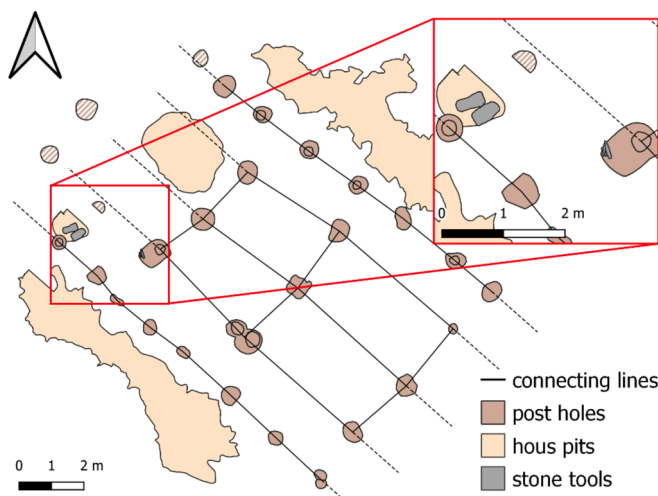 0 1 2 m
connecting lines
post holes
hous pits
stone tools
0 1 2 m